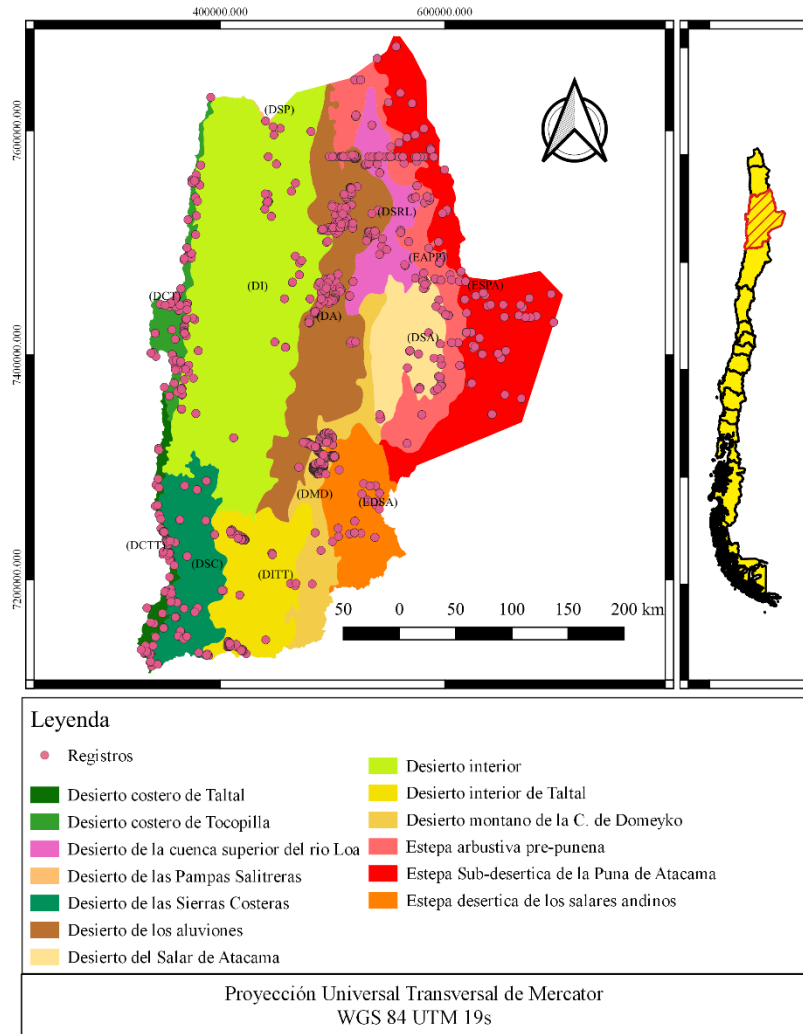 400000.000 600000.000
7600000.000
7400000.000
7200000.000
(DSP)
(DSRL)
(EAPP)
(DCT)
(DI)
(ESPA)
(DA)
(DSA)
(DMD)
(EDSA)
(DCTT)
(DSC)
(DITT)
50 0 50 100 150 200 km
Leyenda
Registros
Desierto costero de Taltal
Desierto costero de Tocopilla
Desierto de la cuenca superior del rio Loa
Desierto de las Pampas Salitreras
Desierto de las Sierras Costeras
Desierto de los aluviones
Desierto del Salar de Atacama
Desierto interior
Desierto interior de Taltal
Desierto montano de la C. de Domeyko
Estepa arbustiva pre-punena
Estepa Sub-desertica de la Puna de Atacama
Estepa desertica de los salares andinos
Proyección Universal Transversal de Mercator
WGS 84 UTM 19s